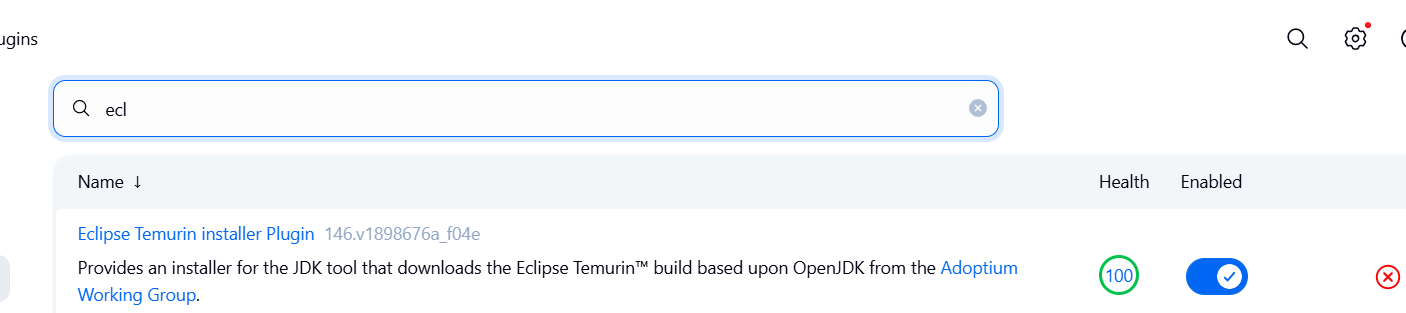 ugins
ecl
Name ↓ Health Enabled
Eclipse Temurin installer Plugin 146.v1898676a_f04e
Provides an installer for the JDK tool that downloads the Eclipse Temurin™ build based upon OpenJDK from the Adoptium
Working Group.
100